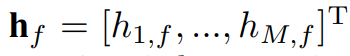 h_f = [h_{1,f}, ..., h_{M,f}]^T